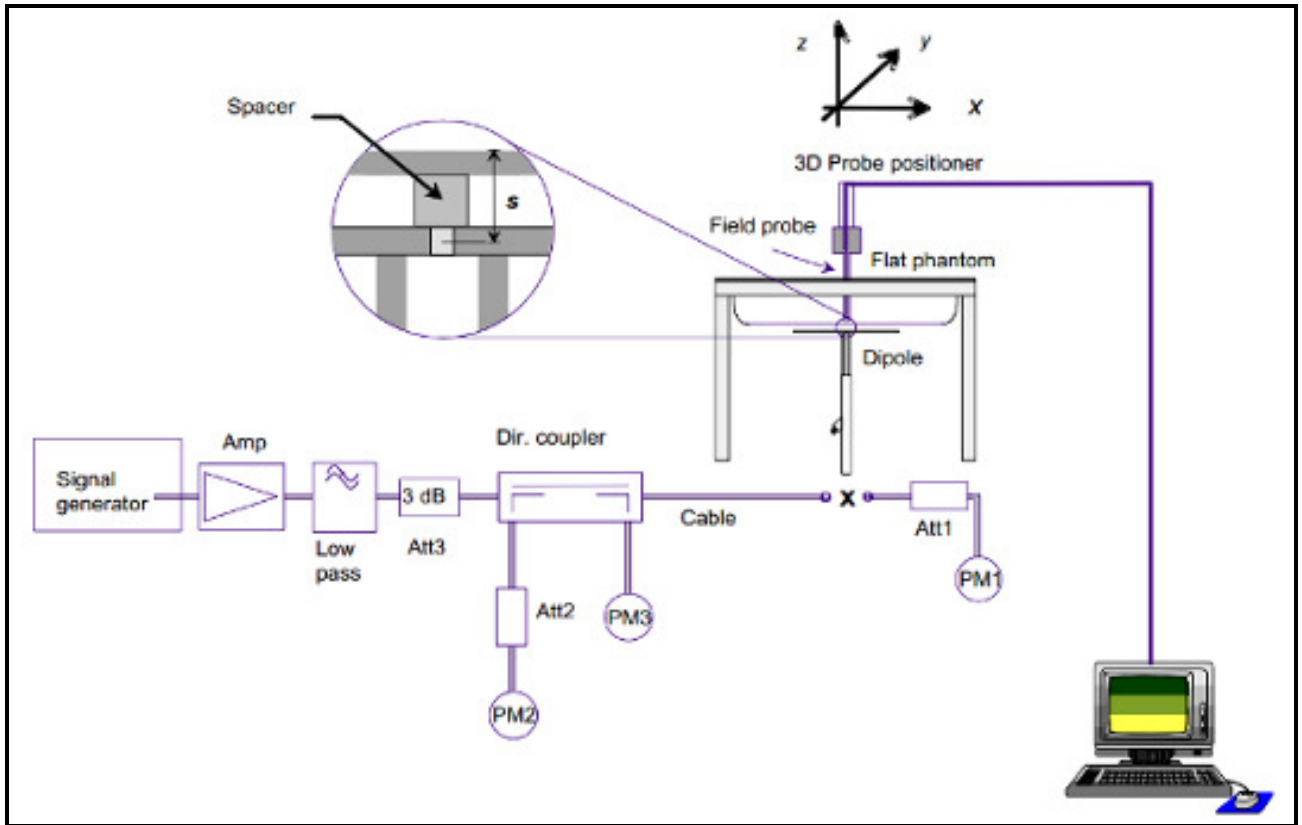 z
y
x
Spacer
s
3D Probe positioner
Field probe
Flat phantom
Dipole
Signal
generator
Amp
Low
pass
3 dB
Att3
Dir. coupler
Cable
x
Att1
PM1
Att2
PM3
PM2